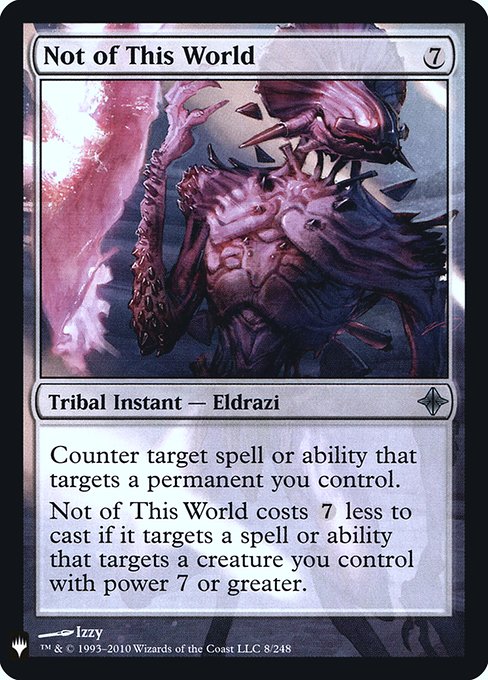 Not of This World 7
Tribal Instant — Eldrazi
Counter target spell or ability that
targets a permanent you control.
Not of This World costs 7 less to
cast if it targets a spell or ability
that targets a creature you control
with power 7 or greater.
Izzy
™ & © 1993–2010 Wizards of the Coast LLC 8/248